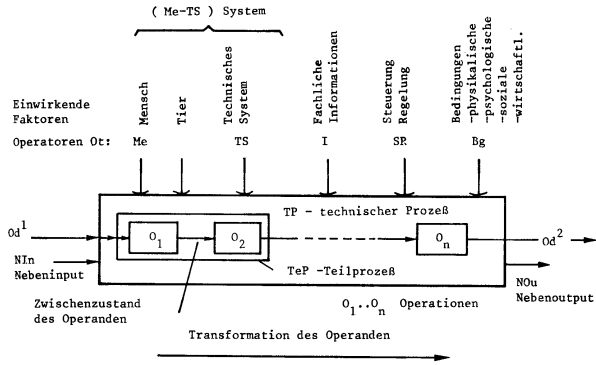 ( Me-TS ) System
Einwirkende
Faktoren
Mensch
Tier
Technisches
System
Fachliche
Informationen
Steuerung
Regelung
Bedingungen
-physikalische
-psychologische
-soziale
-wirtschaftl.
Operatoren Ot: Me TS I SR Bg
TP - technischer Prozeß
Od1
O1
O2
On
Od2
NIn
Nebeninput
TeP -Teilprozeß
NOu
Nebenoutput
Zwischenzustand
des Operanden
O1..On Operationen
Transformation des Operanden